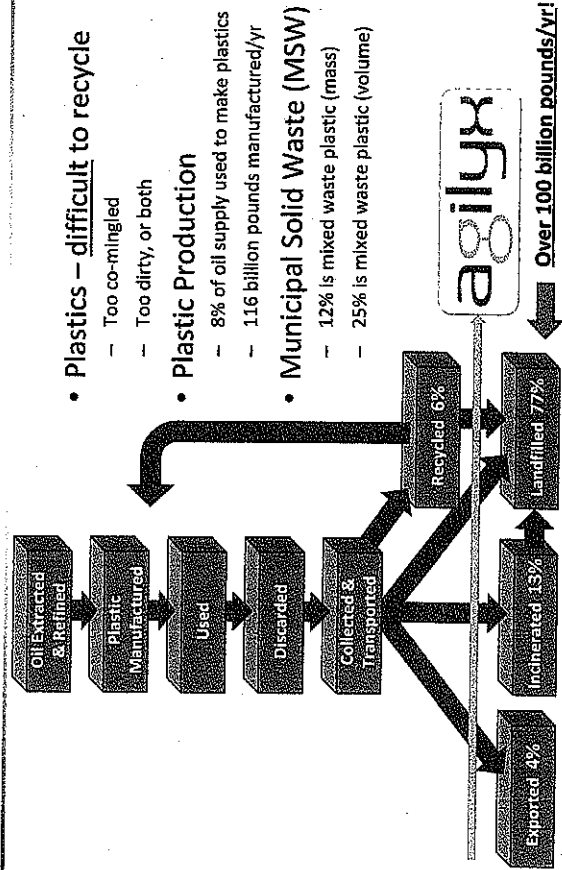 • Plastics – difficult to recycle
– Too co-mingled
– Too dirty, or both
• Plastic Production
– 8% of oil supply used to make plastics
– 116 billion pounds manufactured/yr
• Municipal Solid Waste (MSW)
– 12% is mixed waste plastic (mass)
– 25% is mixed waste plastic (volume)
Oil Extracted
& Refined
Plastic
Manufactured
Used
Discarded
Collected &
Transported
Recycled 6%
agilyx
Exported 4%
Incinerated 13%
Landfilled 77%
Over 100 billion pounds/yr!